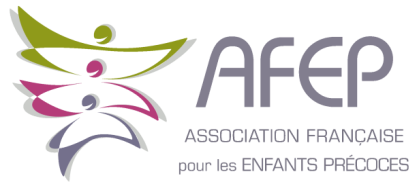 AFEP
ASSOCIATION FRANÇAISE
pour les ENFANTS PRÉCOCES